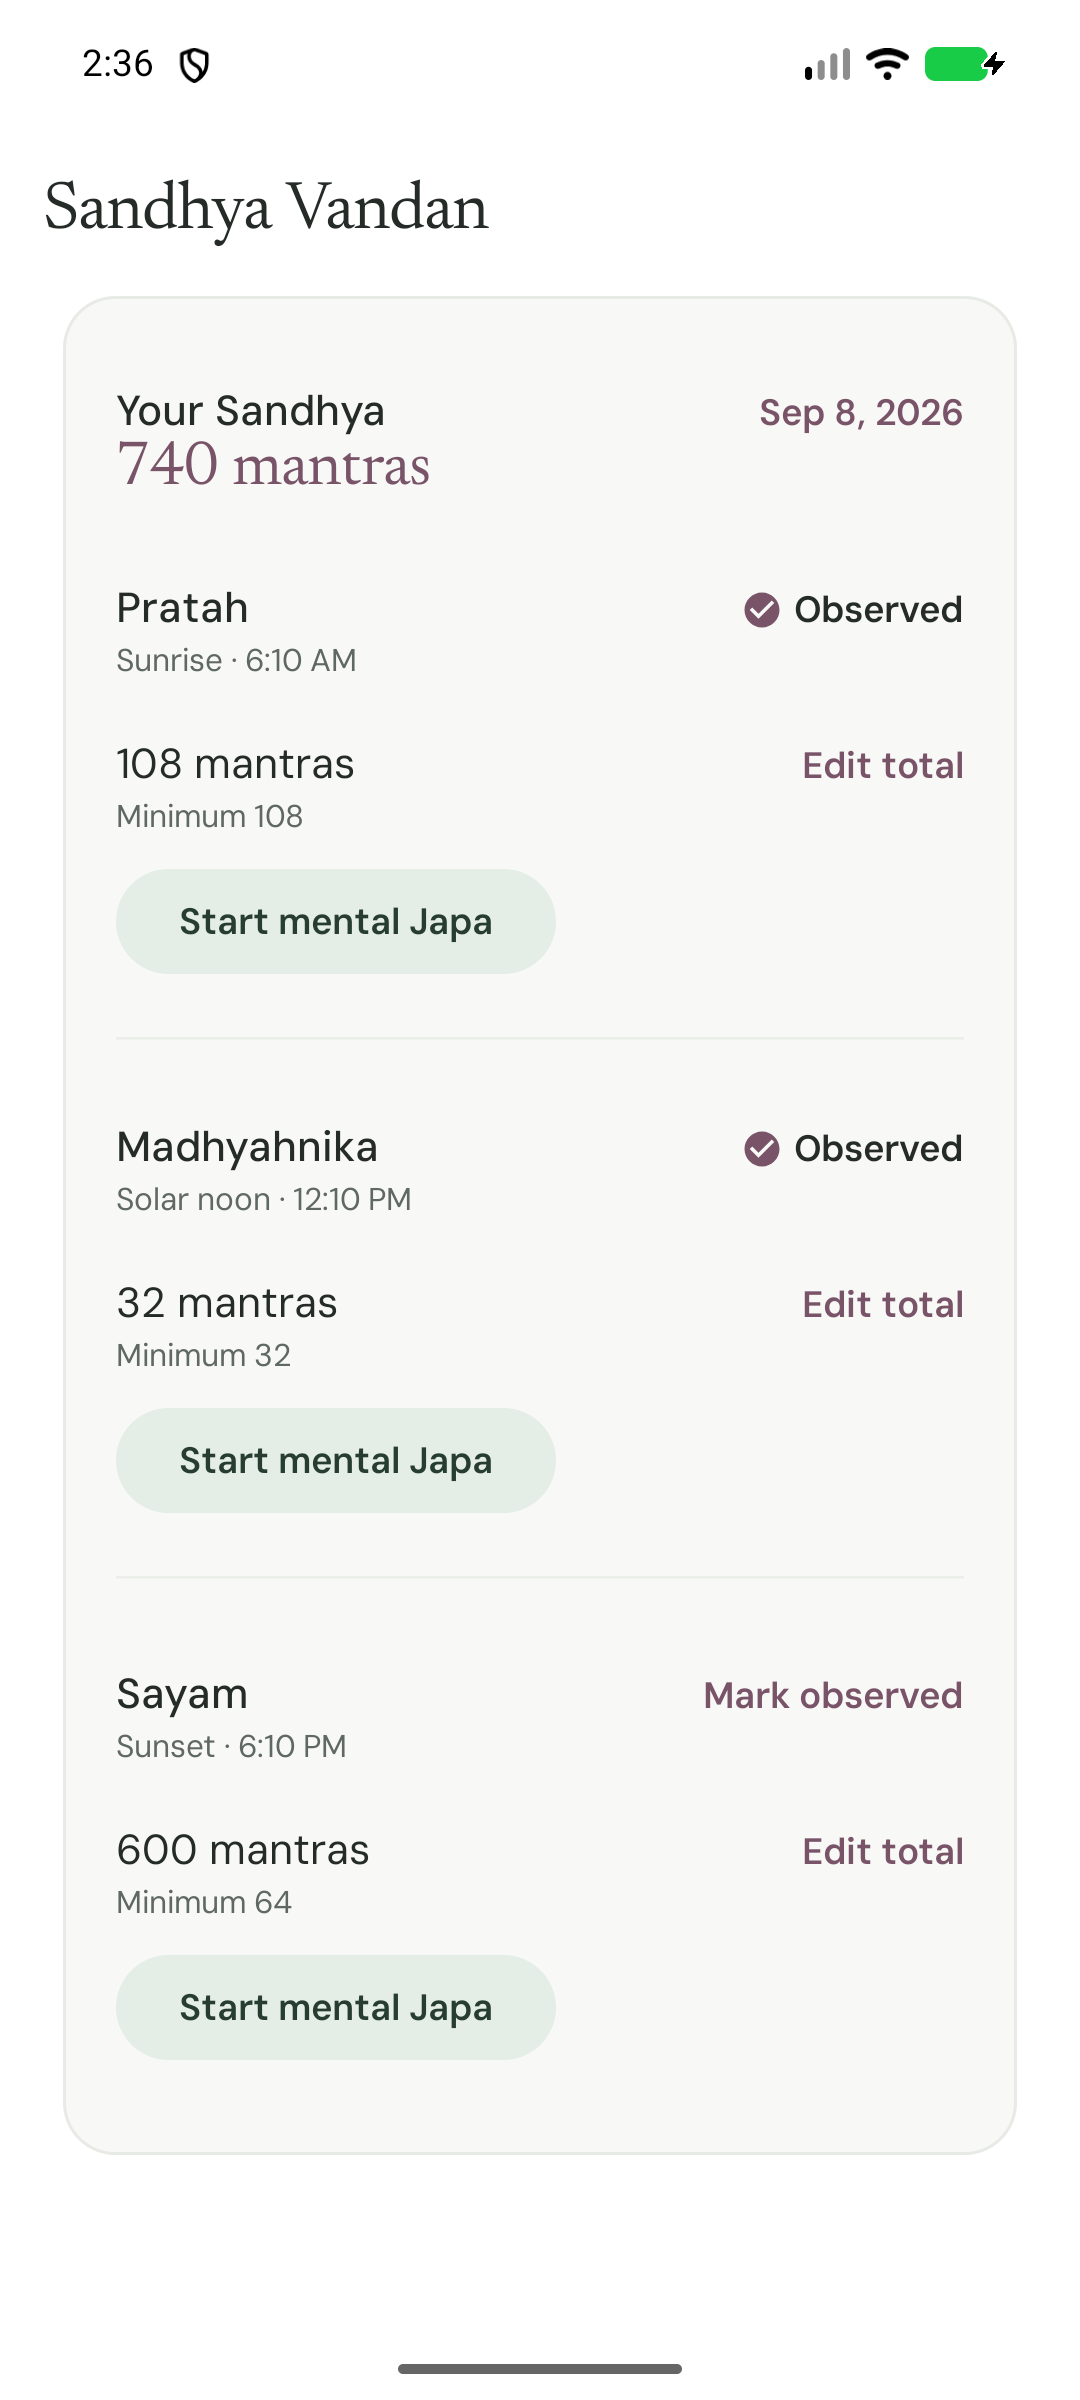 2:36
Sandhya Vandan
Your Sandhya
Sep 8, 2026
740 mantras
Pratah
Observed
Sunrise · 6:10 AM
108 mantras
Edit total
Minimum 108
Start mental Japa
Madhyahnika
Observed
Solar noon · 12:10 PM
32 mantras
Edit total
Minimum 32
Start mental Japa
Sayam
Mark observed
Sunset · 6:10 PM
600 mantras
Edit total
Minimum 64
Start mental Japa